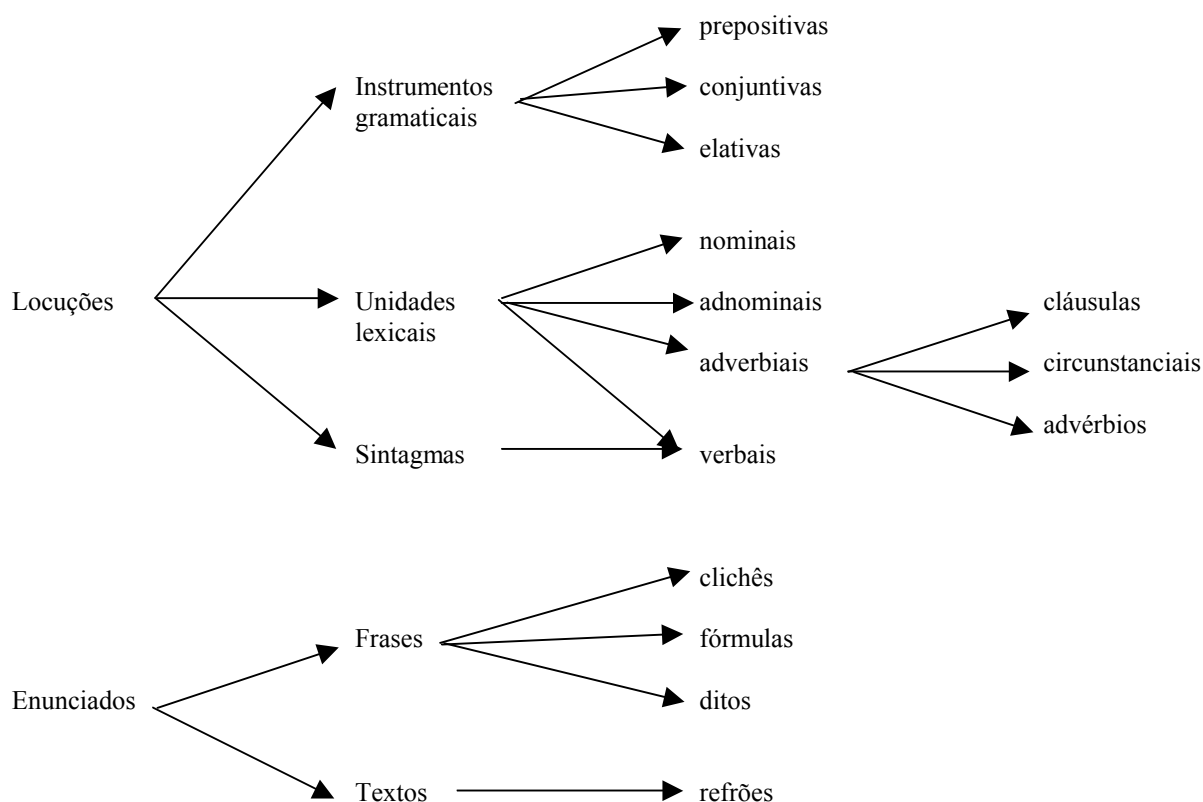 prepositivas
Instrumentos
gramaticais
conjuntivas
elativas
nominais
Locuções
Unidades
lexicais
adnominais
cláusulas
adverbiais
circunstanciais
advérbios
Sintagmas
verbais
clichês
Frases
fórmulas
Enunciados
ditos
Textos
refrões